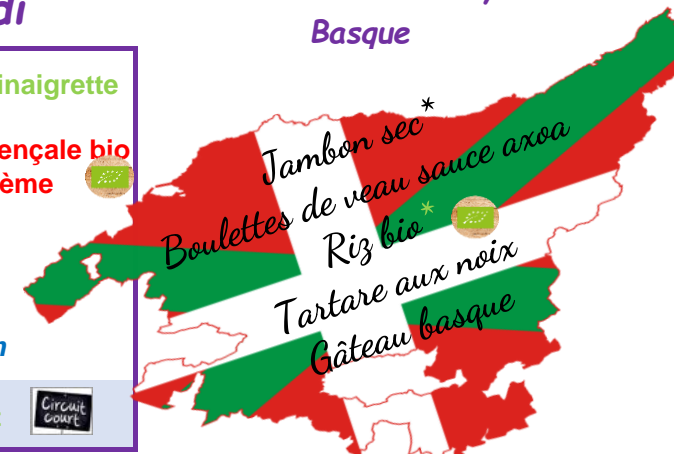 di
Basque
inaigrette
ençale bio
ème
Jambon sec*
Boulettes de veau sauce axoa
Riz bio*
Tartare aux noix
Gâteau basque
Circuit
court